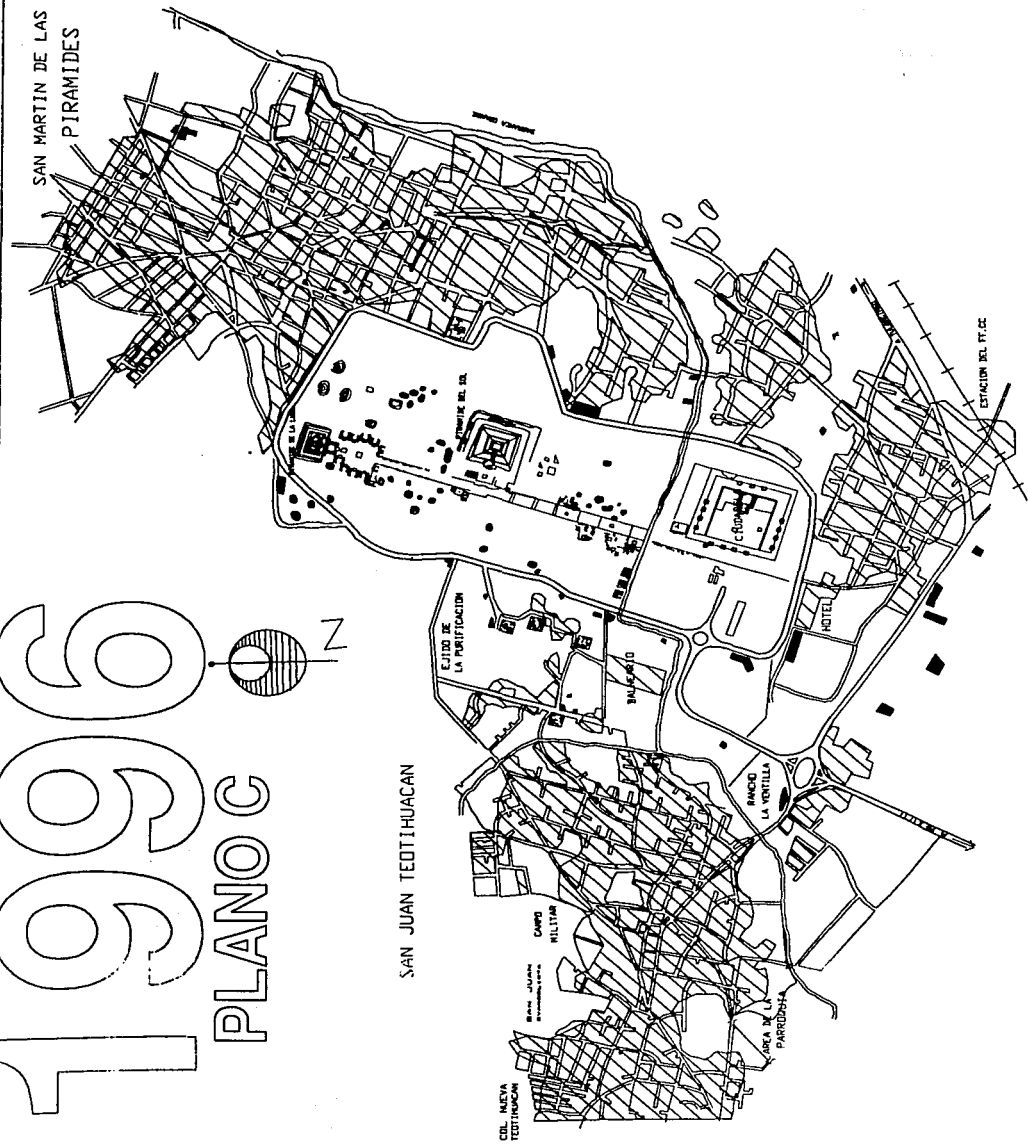 SAN MARTIN DE LAS
PIRAMIDES
1996
PLANO C
N
SAN JUAN TEOTIHUACAN
EJIDO DE
LA PURIFICACION
BALNEARIO
PIRAMIDE DEL SOL
HOTEL
ESTACION DEL FF.CC
RANCHO
LA VENTILLA
CAMPO
MILITAR
SAN JUAN
AREA DE LA
PARROQUIA
COL. NUEVA
TEOTIHUACAN